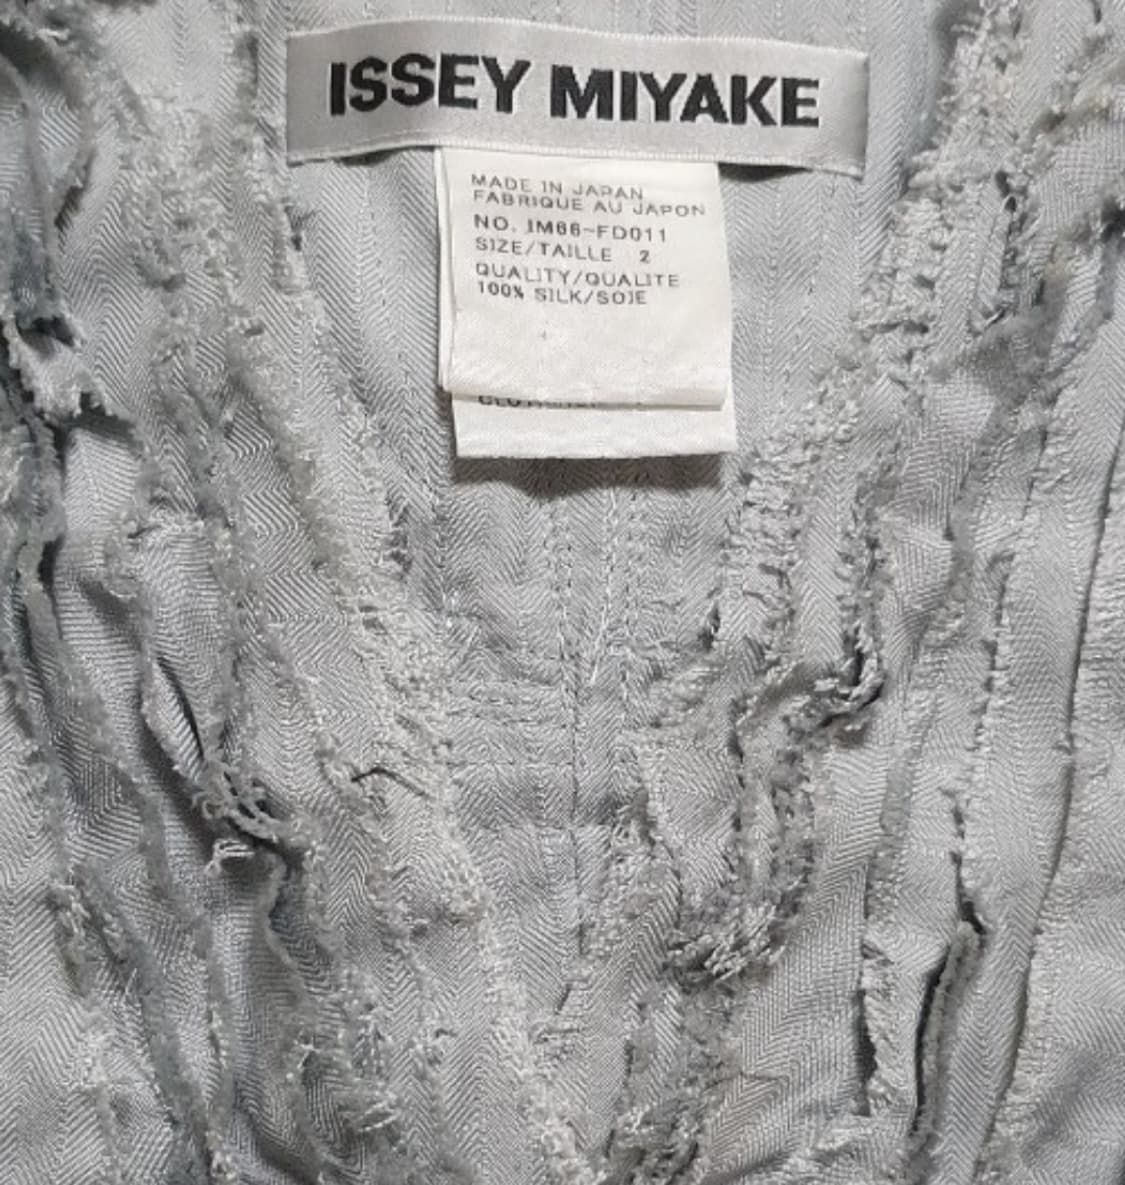 ISSEY MIYAKE
MADE IN JAPAN
FABRIQUE AU JAPON
NO. IM66-FD011
SIZE/TAILLE 2
QUALITY/QUALITE
100% SILK/SOIE